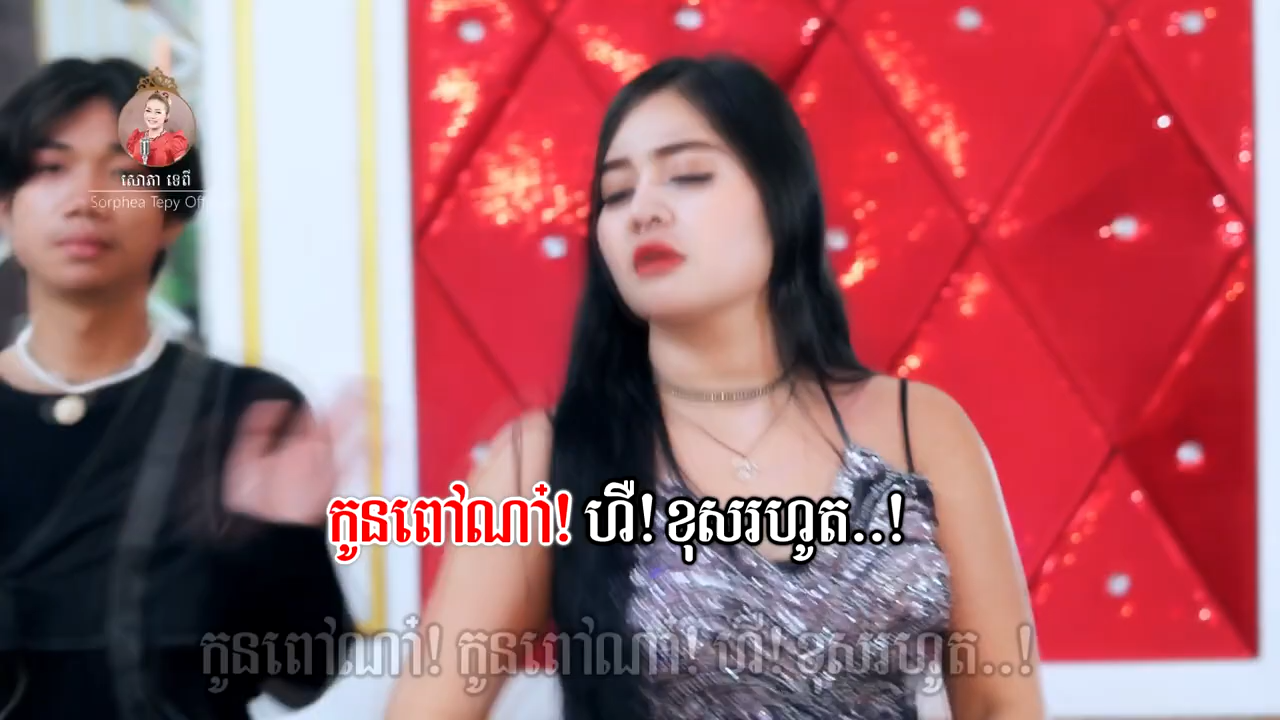 សោភា ទេពី
Sorphea Tepy Off
កូនពៅណា៎! ហឺ! ខុសរហូត..!
កូនពៅណា៎! កូនពៅណា៎! ហឺ! ខុសរហូត..!